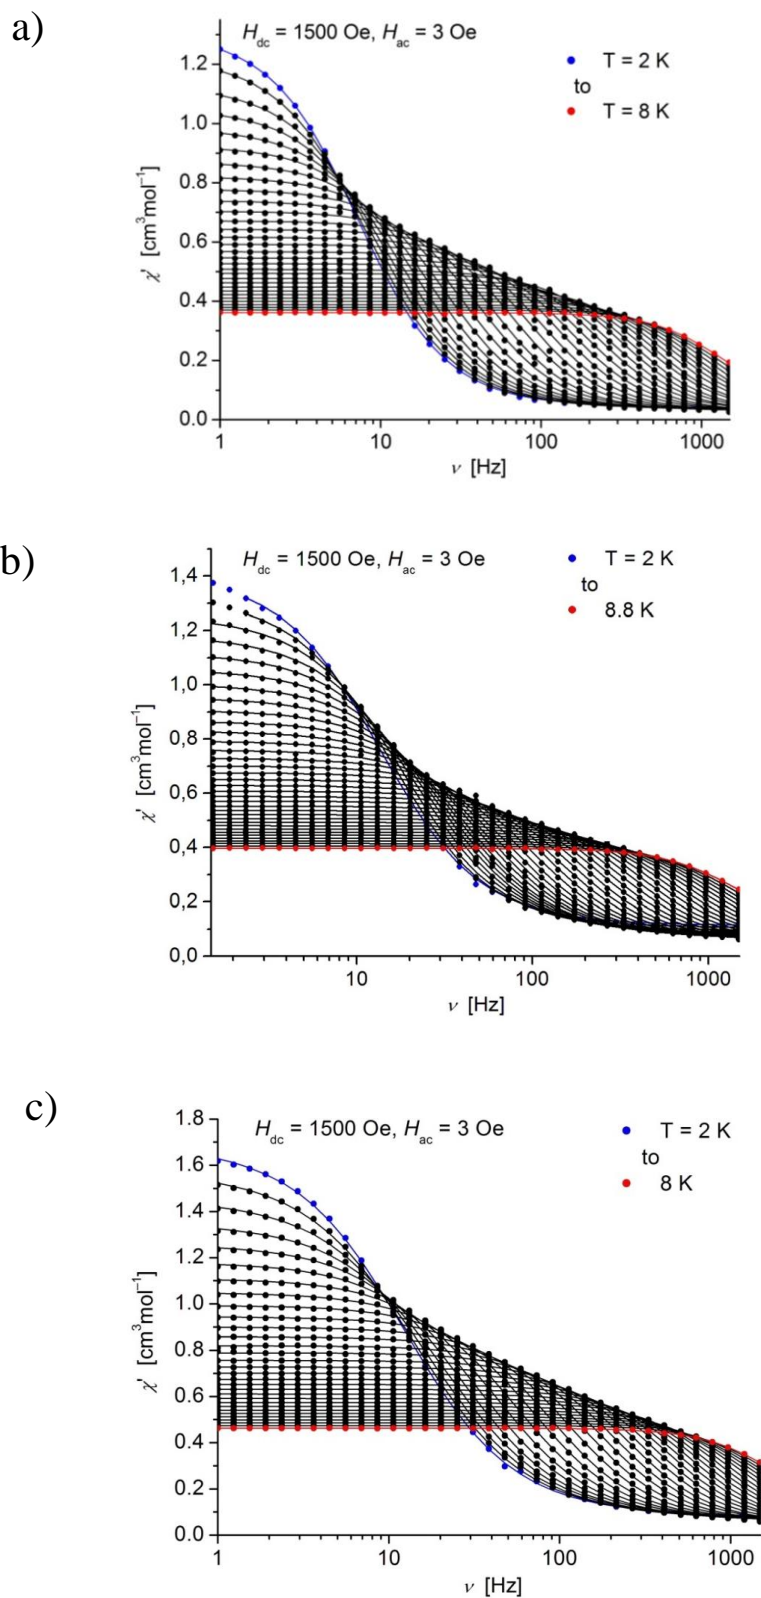 a)
H_dc = 1500 Oe, H_ac = 3 Oe
T = 2 K
to
T = 8 K
1.2
1.0
0.8
0.6
0.4
0.2
0.0
χ' [cm³mol⁻¹]
1 10 100 1000
ν [Hz]
b)
H_dc = 1500 Oe, H_ac = 3 Oe
T = 2 K
to
8.8 K
1,4
1,2
1,0
0,8
0,6
0,4
0,2
0,0
χ' [cm³mol⁻¹]
10 100 1000
ν [Hz]
c)
H_dc = 1500 Oe, H_ac = 3 Oe
T = 2 K
to
8 K
1.8
1.6
1.4
1.2
1.0
0.8
0.6
0.4
0.2
0.0
χ' [cm³mol⁻¹]
1 10 100 1000
ν [Hz]